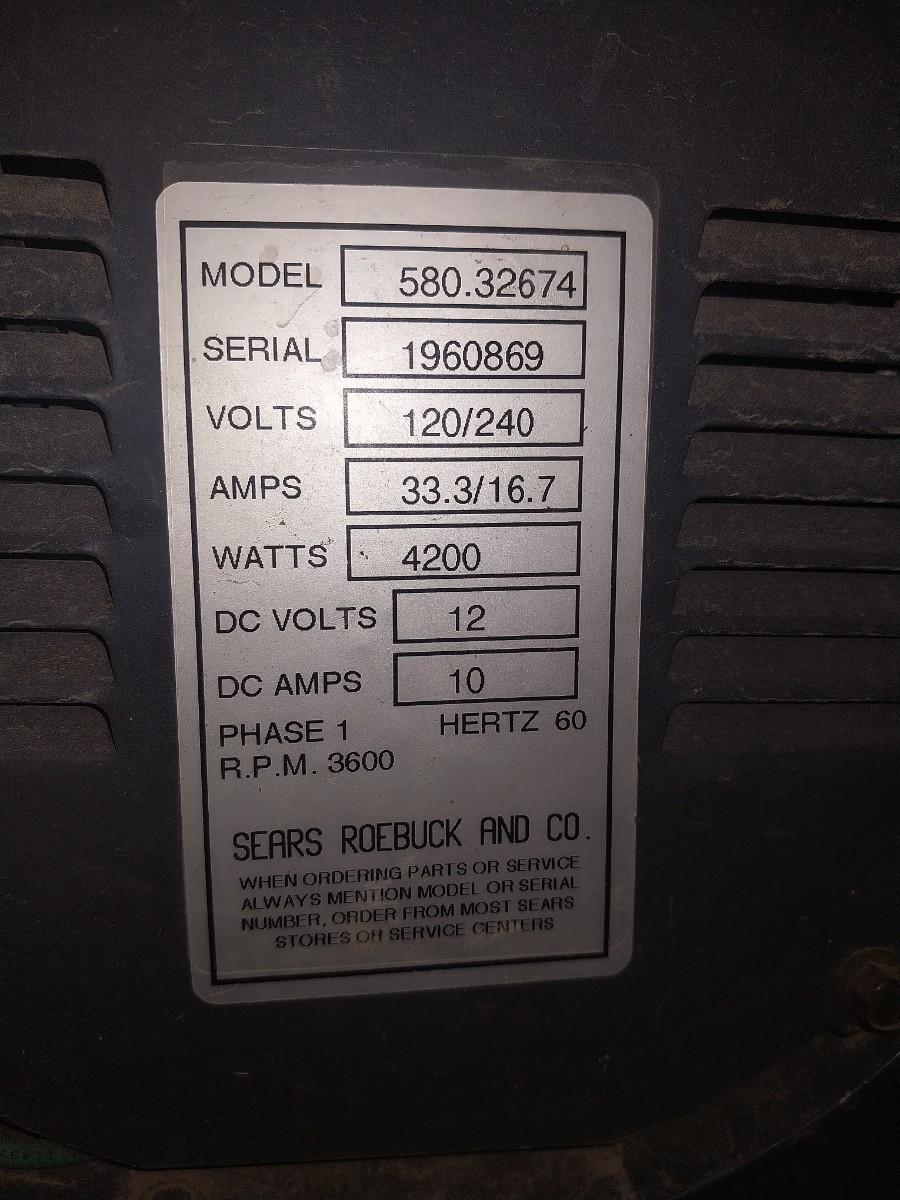 MODEL 580.32674
SERIAL 1960869
VOLTS 120/240
AMPS 33.3/16.7
WATTS 4200
DC VOLTS 12
DC AMPS 10
PHASE 1 HERTZ 60
R.P.M. 3600
SEARS ROEBUCK AND CO.
WHEN ORDERING PARTS OR SERVICE
ALWAYS MENTION MODEL OR SERIAL
NUMBER, ORDER FROM MOST SEARS
STORES OR SERVICE CENTERS